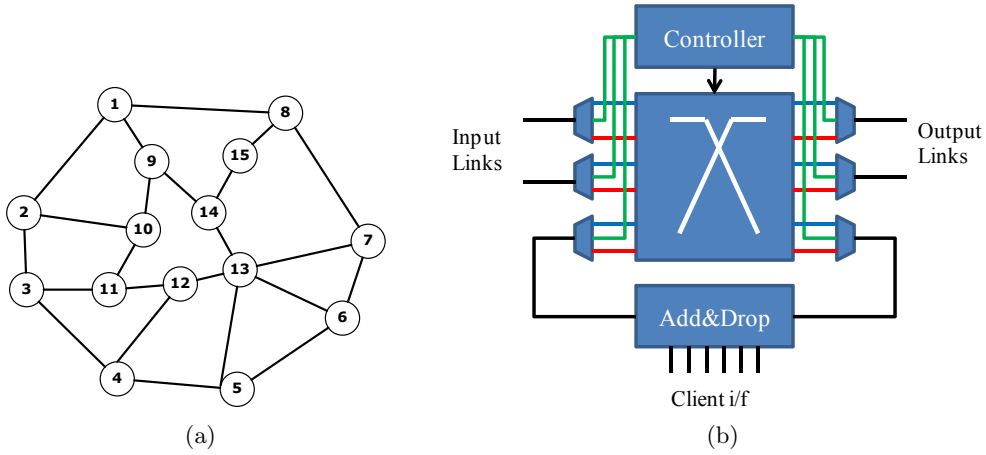 1
8
9
15
2
14
10
7
13
3
11
12
6
4
5
(a)
Controller
Input
Links
Output
Links
Add&Drop
Client i/f
(b)